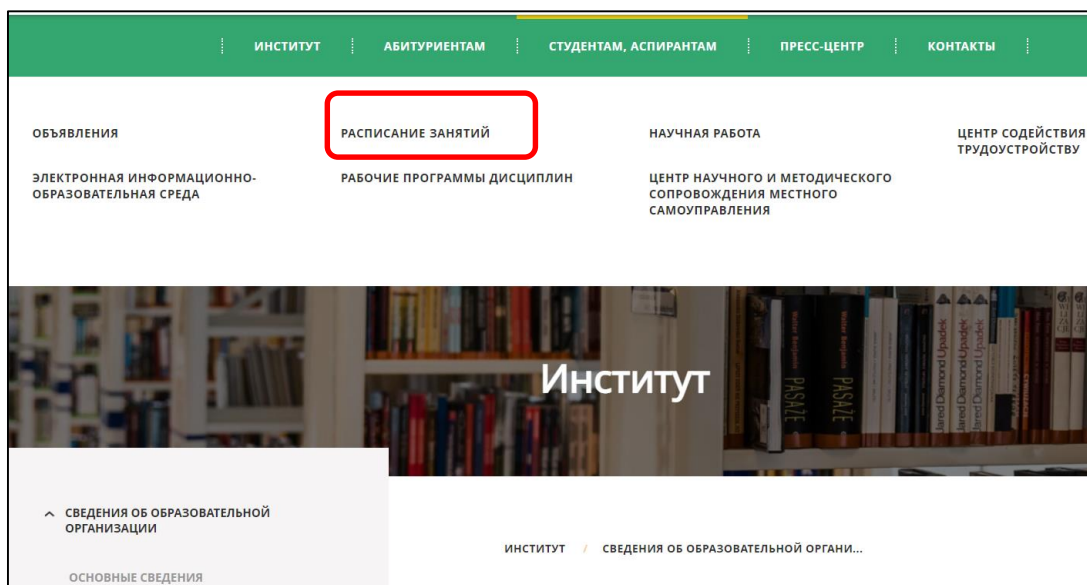 ИНСТИТУТ АБИТУРИЕНТАМ СТУДЕНТАМ, АСПИРАНТАМ ПРЕСС-ЦЕНТР КОНТАКТЫ
ОБЪЯВЛЕНИЯ
ЭЛЕКТРОННАЯ ИНФОРМАЦИОННО-
ОБРАЗОВАТЕЛЬНАЯ СРЕДА
РАСПИСАНИЕ ЗАНЯТИЙ
РАБОЧИЕ ПРОГРАММЫ ДИСЦИПЛИН
НАУЧНАЯ РАБОТА
ЦЕНТР НАУЧНОГО И МЕТОДИЧЕСКОГО
СОПРОВОЖДЕНИЯ МЕСТНОГО
САМОУПРАВЛЕНИЯ
ЦЕНТР СОДЕЙСТВИЯ
ТРУДОУСТРОЙСТВУ
Институт
PASAŻE
PASAŻE
Jared Diamond Upadek
Jared Diamond Upadek
Jared Diamond Upadek
СВЕДЕНИЯ ОБ ОБРАЗОВАТЕЛЬНОЙ
ОРГАНИЗАЦИИ
ОСНОВНЫЕ СВЕДЕНИЯ
ИНСТИТУТ / СВЕДЕНИЯ ОБ ОБРАЗОВАТЕЛЬНОЙ ОРГАНИ...